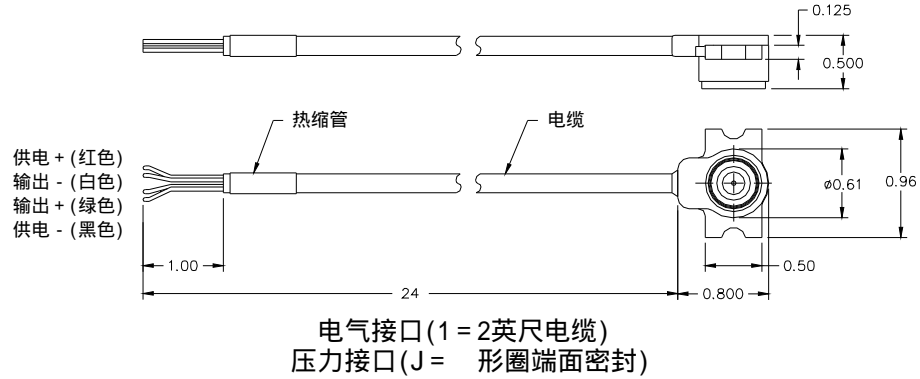 0.125
0.500
热缩管
电缆
供电 + (红色)
输出 - (白色)
输出 + (绿色)
供电 - (黑色)
ø0.61
0.96
1.00
0.50
24
0.800
电气接口(1 = 2英尺电缆)
压力接口(J = 形圈端面密封)